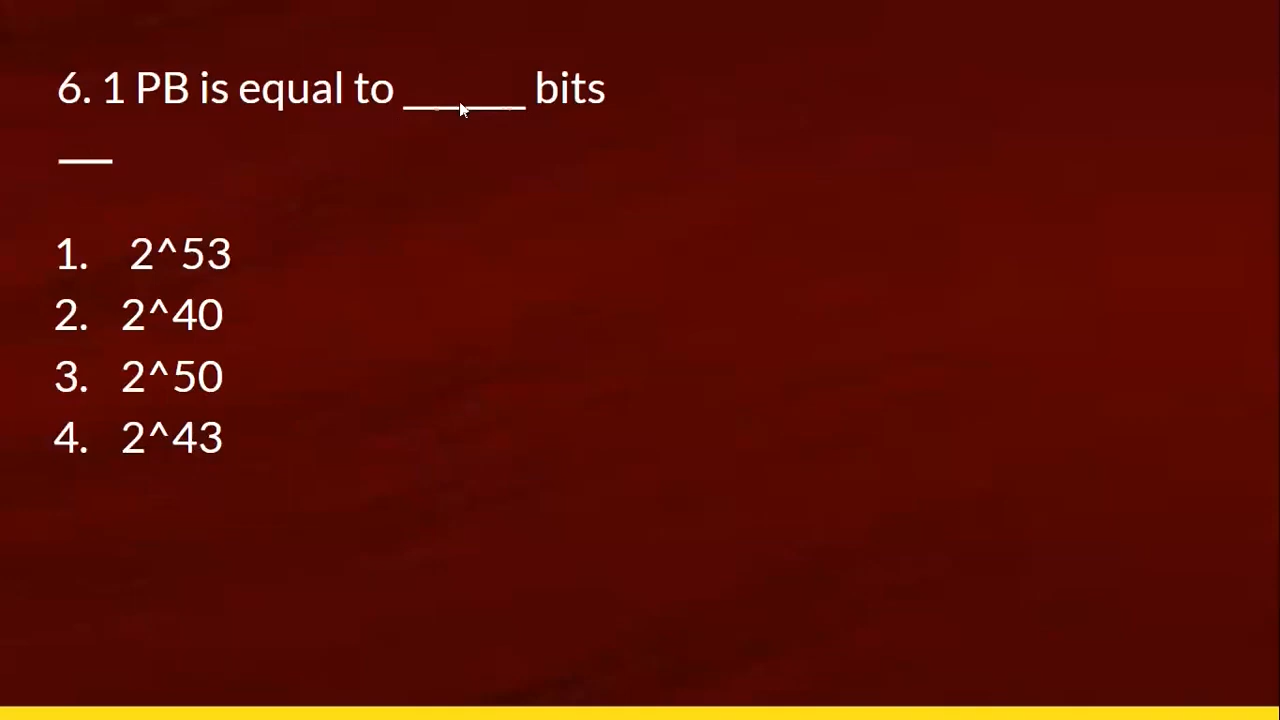 6. 1 PB is equal to ______ bits
1. 2^53
2. 2^40
3. 2^50
4. 2^43